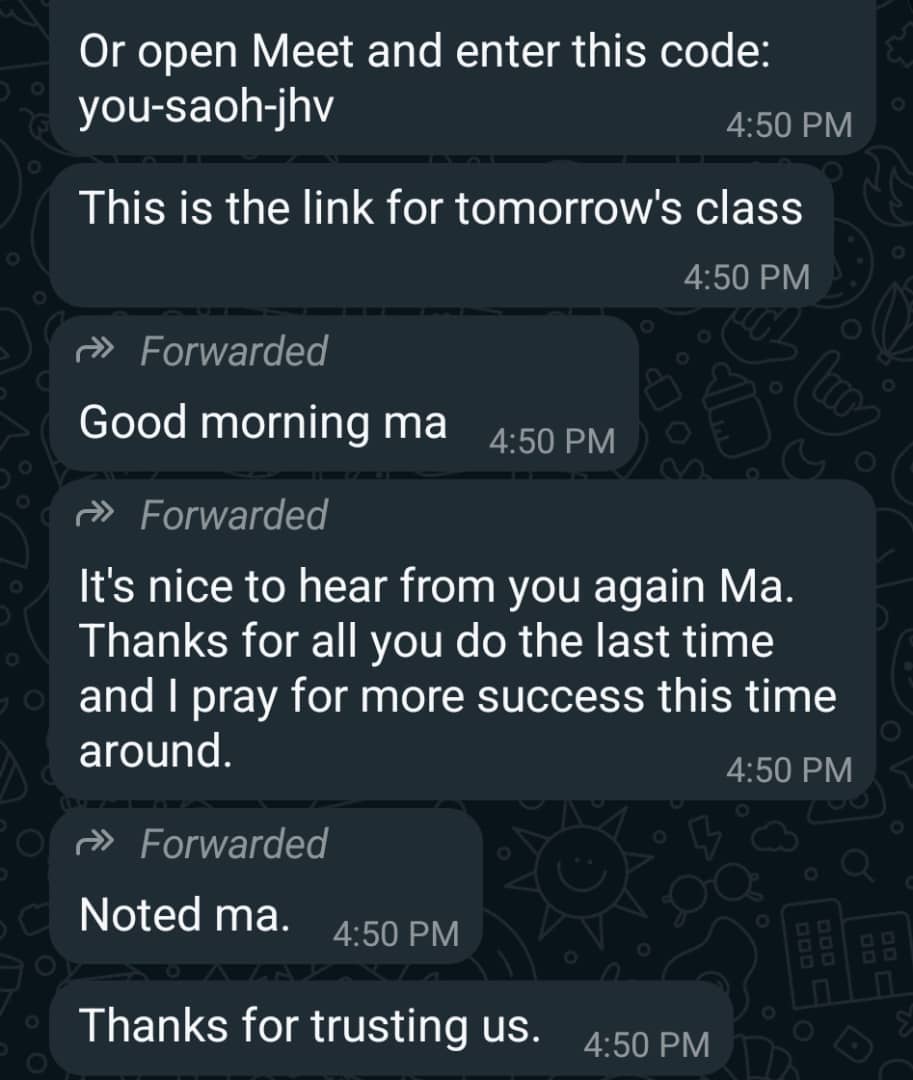 Or open Meet and enter this code:
you-saoh-jhv
4:50 PM
This is the link for tomorrow's class
4:50 PM
Forwarded
Good morning ma
4:50 PM
Forwarded
It's nice to hear from you again Ma.
Thanks for all you do the last time
and I pray for more success this time
around.
4:50 PM
Forwarded
Noted ma.
4:50 PM
Thanks for trusting us.
4:50 PM